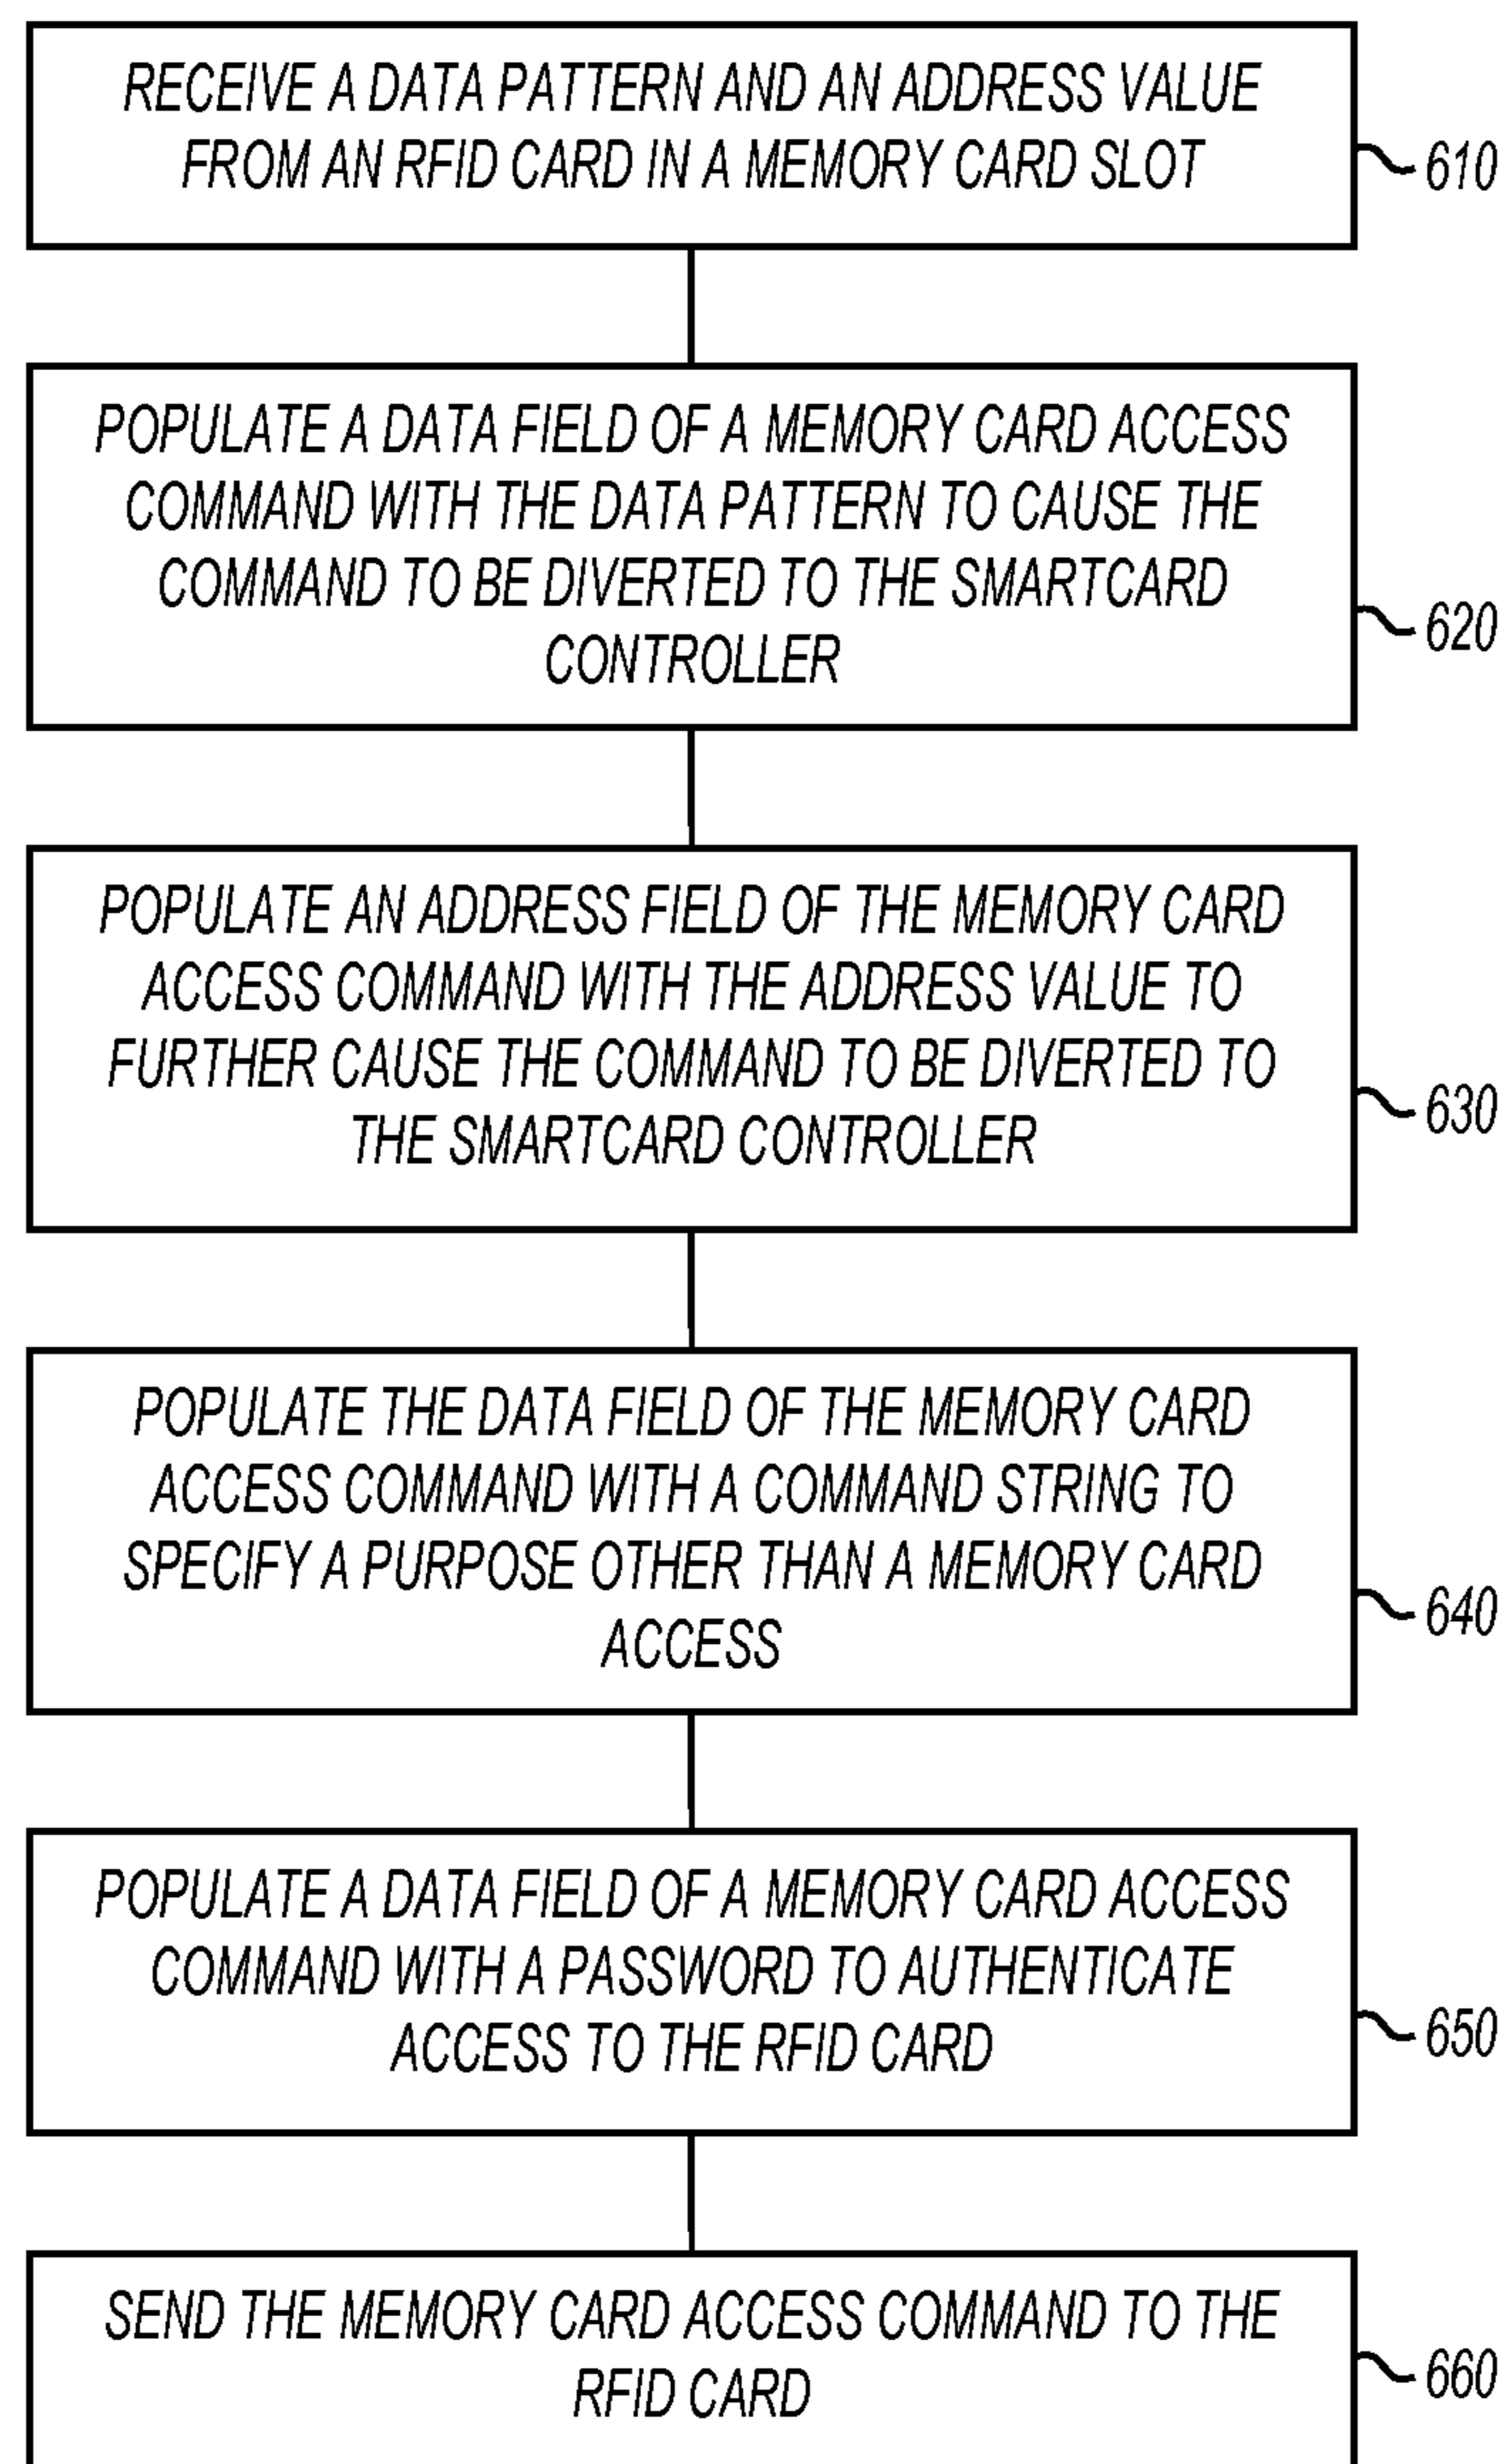 RECEIVE A DATA PATTERN AND AN ADDRESS VALUE
FROM AN RFID CARD IN A MEMORY CARD SLOT
610
POPULATE A DATA FIELD OF A MEMORY CARD ACCESS
COMMAND WITH THE DATA PATTERN TO CAUSE THE
COMMAND TO BE DIVERTED TO THE SMARTCARD
CONTROLLER
620
POPULATE AN ADDRESS FIELD OF THE MEMORY CARD
ACCESS COMMAND WITH THE ADDRESS VALUE TO
FURTHER CAUSE THE COMMAND TO BE DIVERTED TO
THE SMARTCARD CONTROLLER
630
POPULATE THE DATA FIELD OF THE MEMORY CARD
ACCESS COMMAND WITH A COMMAND STRING TO
SPECIFY A PURPOSE OTHER THAN A MEMORY CARD
ACCESS
640
POPULATE A DATA FIELD OF A MEMORY CARD ACCESS
COMMAND WITH A PASSWORD TO AUTHENTICATE
ACCESS TO THE RFID CARD
650
SEND THE MEMORY CARD ACCESS COMMAND TO THE
RFID CARD
660